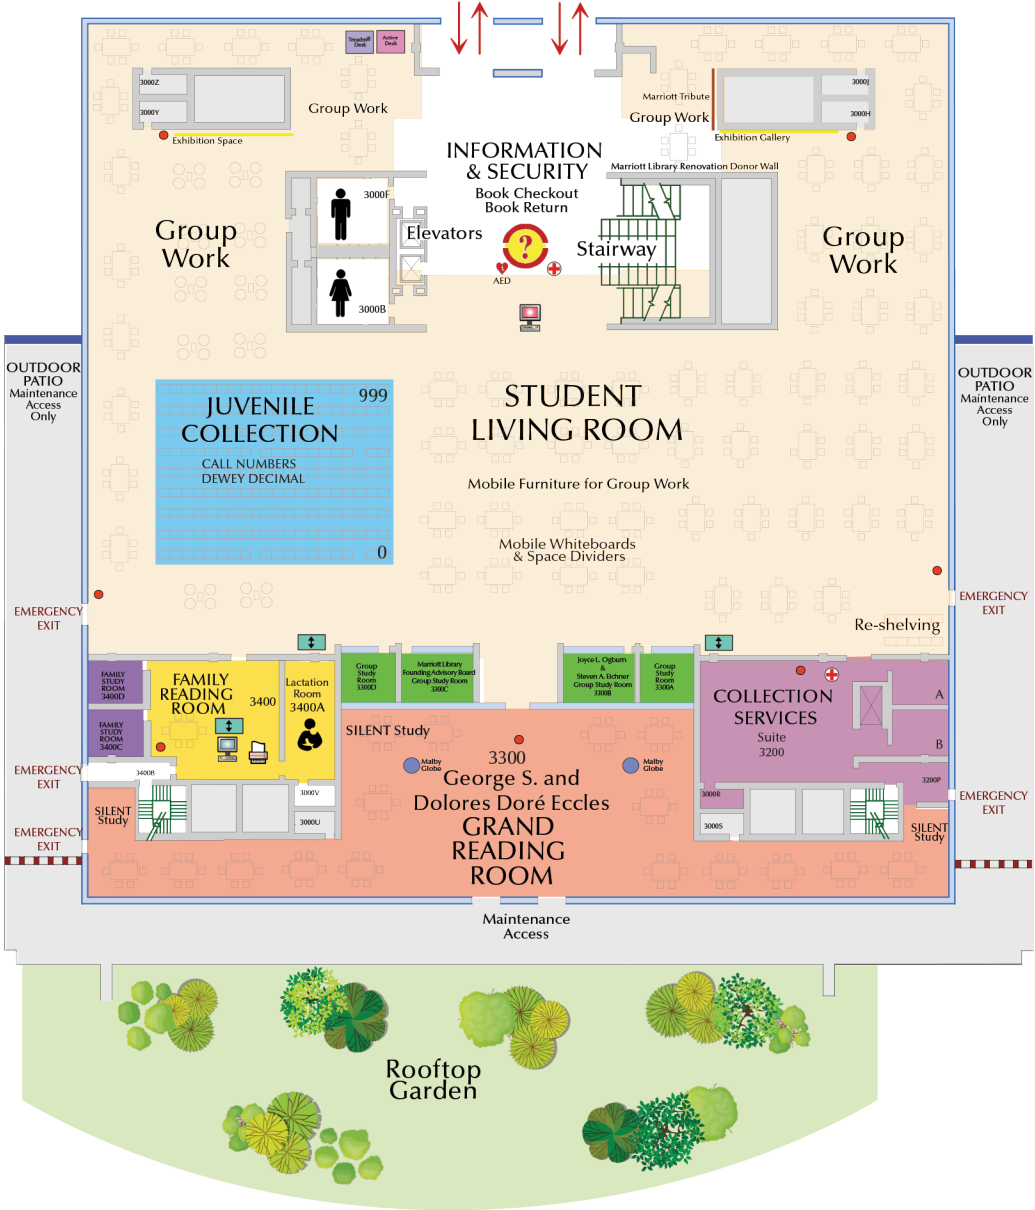 Treadmill
Desk
Active
Desk
3000Z
3000Y
Exhibition Space
Group Work
Marriott Tribute
Group Work
3000J
3000H
Exhibition Gallery
INFORMATION
& SECURITY
Book Checkout
Book Return
Marriott Library Renovation Donor Wall
3000F
Elevators
?
Stairway
AED
3000B
Group
Work
Group
Work
OUTDOOR
PATIO
Maintenance
Access
Only
OUTDOOR
PATIO
Maintenance
Access
Only
JUVENILE
COLLECTION
999
CALL NUMBERS
DEWEY DECIMAL
0
STUDENT
LIVING ROOM
Mobile Furniture for Group Work
Mobile Whiteboards
& Space Dividers
EMERGENCY
EXIT
EMERGENCY
EXIT
Re-shelving
FAMILY
STUDY
ROOM
3400D
FAMILY
STUDY
ROOM
3400C
FAMILY
READING
ROOM
3400
Lactation
Room
3400A
Group
Study
Room
3300D
Marriott Library
Founding Advisory Board
Group Study Room
3300C
Joyce L. Ogburn
&
Steven A. Eichner
Group Study Room
3300B
Group
Study
Room
3300A
COLLECTION
SERVICES
Suite
3200
A
B
3200P
3000R
3000S
EMERGENCY
EXIT
3400B
3000V
3000U
SILENT
Study
EMERGENCY
EXIT
SILENT Study
Malby
Globe
Malby
Globe
3300
George S. and
Dolores Doré Eccles
GRAND
READING
ROOM
EMERGENCY
EXIT
SILENT
Study
Maintenance
Access
Rooftop
Garden